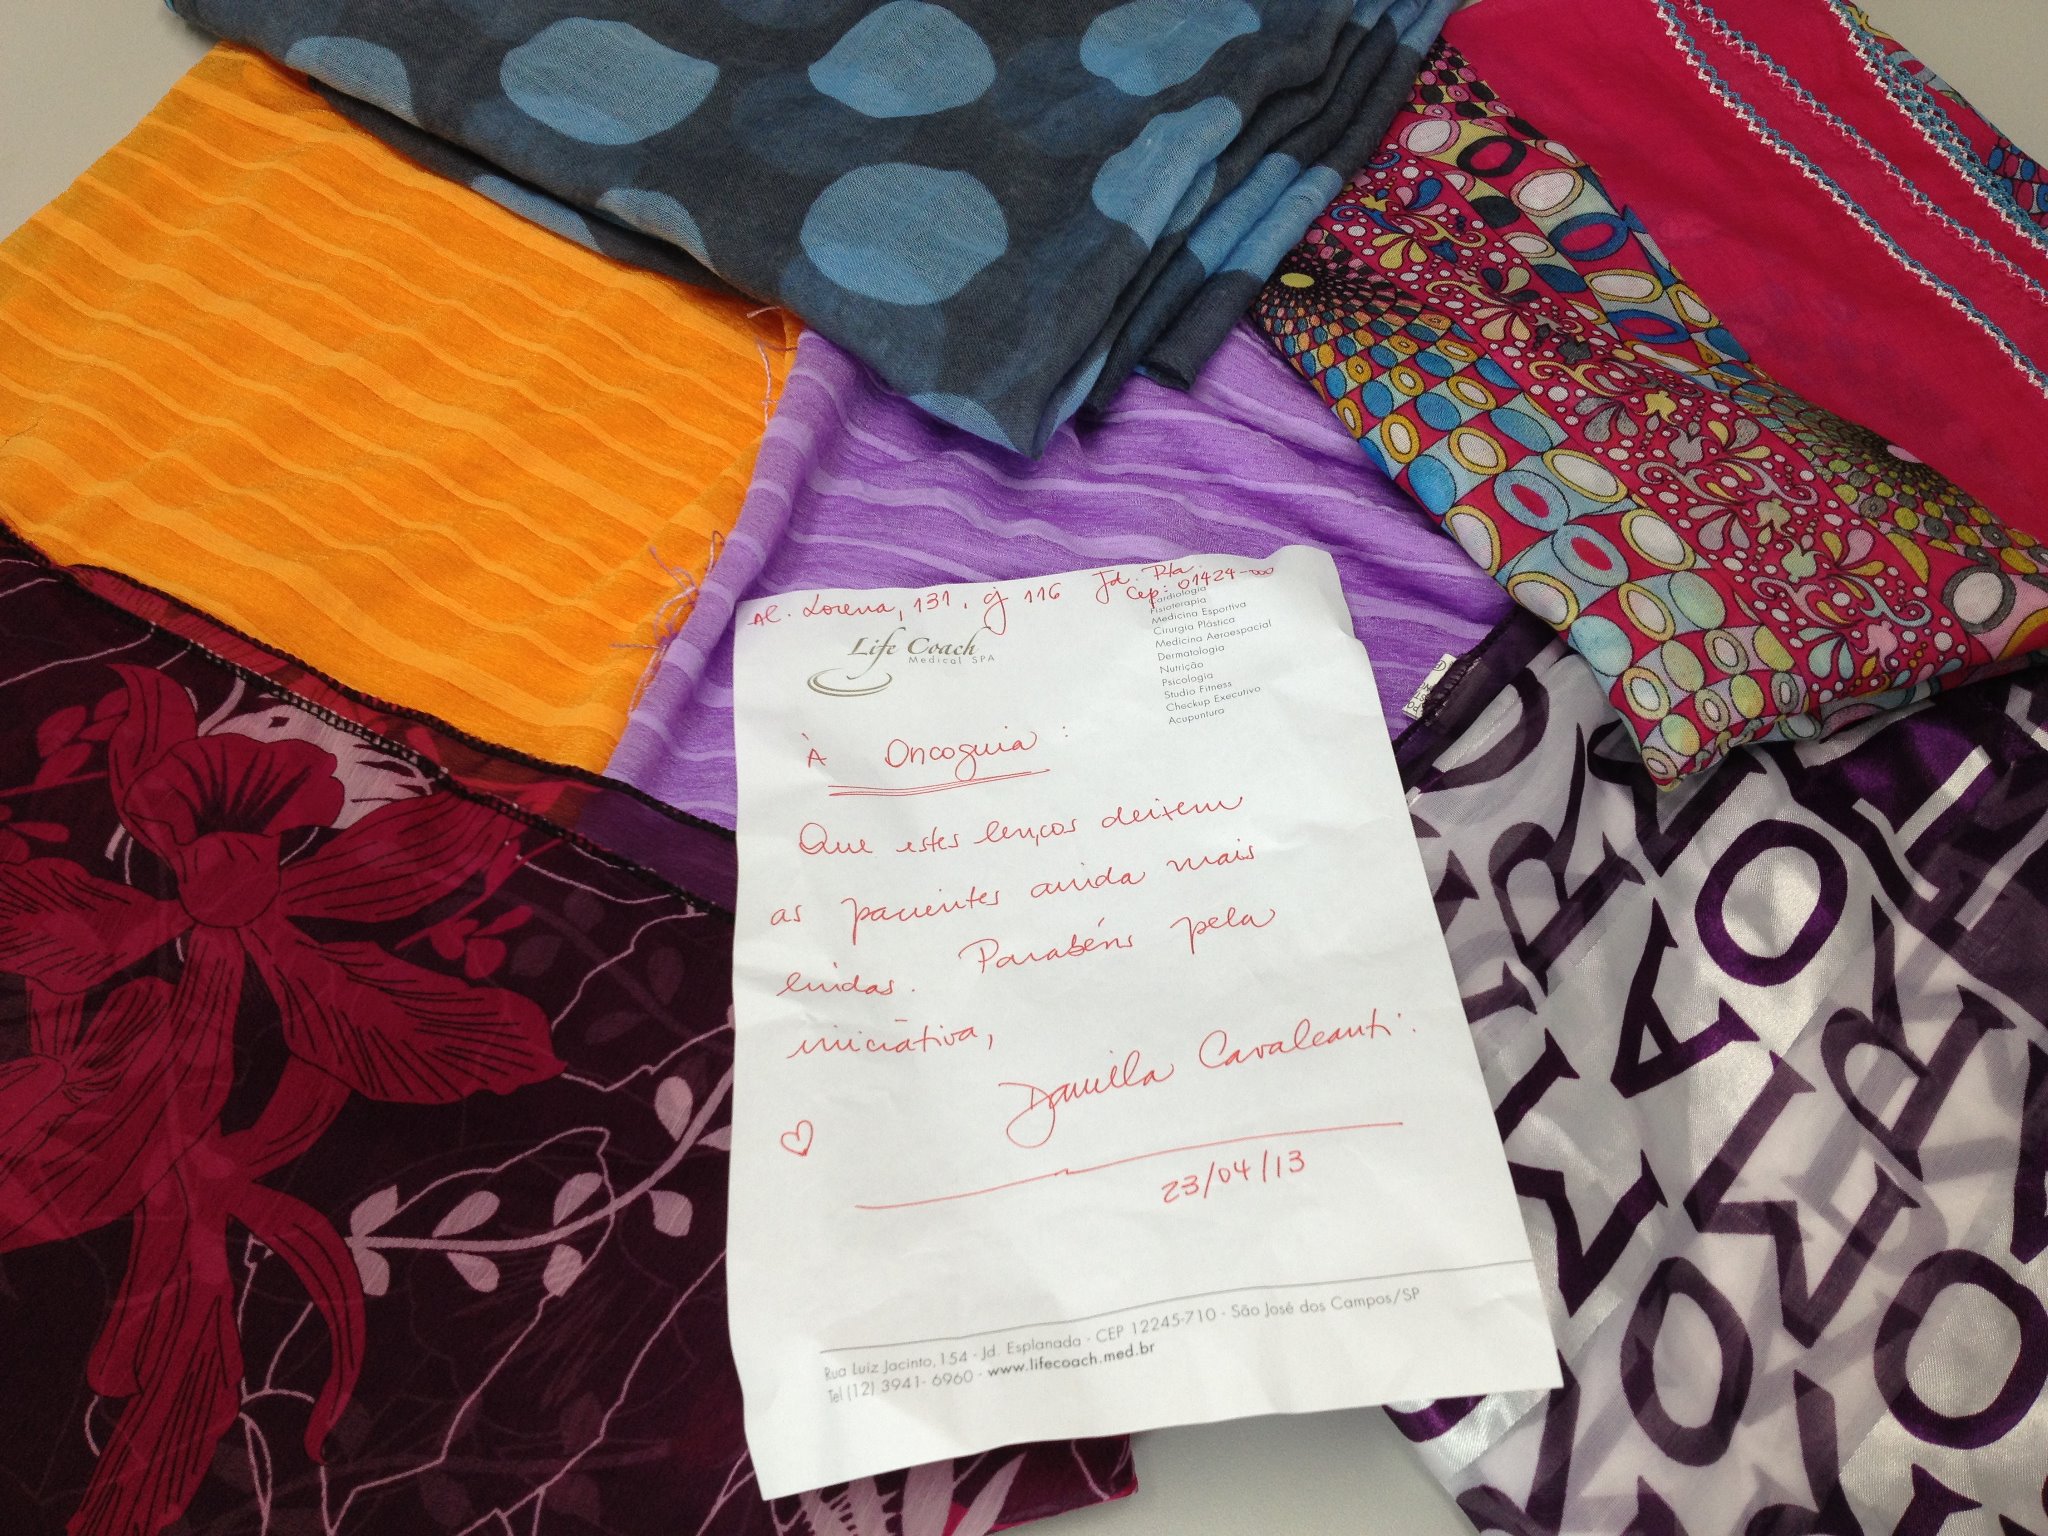 Al. Lorena, 131. cj 116 Jd. Pta.
Cep: 01424-000
Life Coach
Medical SPA
Cardiologia
Fisioterapia
Medicina Esportiva
Cirurgia Plástica
Medicina Aeroespacial
Dermatologia
Nutrição
Psicologia
Studio Fitness
Checkup Executivo
Acupuntura
À Oncoguia:
Que estes lenços deixem
as pacientes ainda mais
lindas. Parabéns pela
iniciativa,
Danilla Cavalcanti.
23/04/13
Rua Luiz Jacinto, 154 - Jd. Esplanada - CEP 12245-710 - São José dos Campos/SP
Tel (12) 3941- 6960 - www.lifecoach.med.br